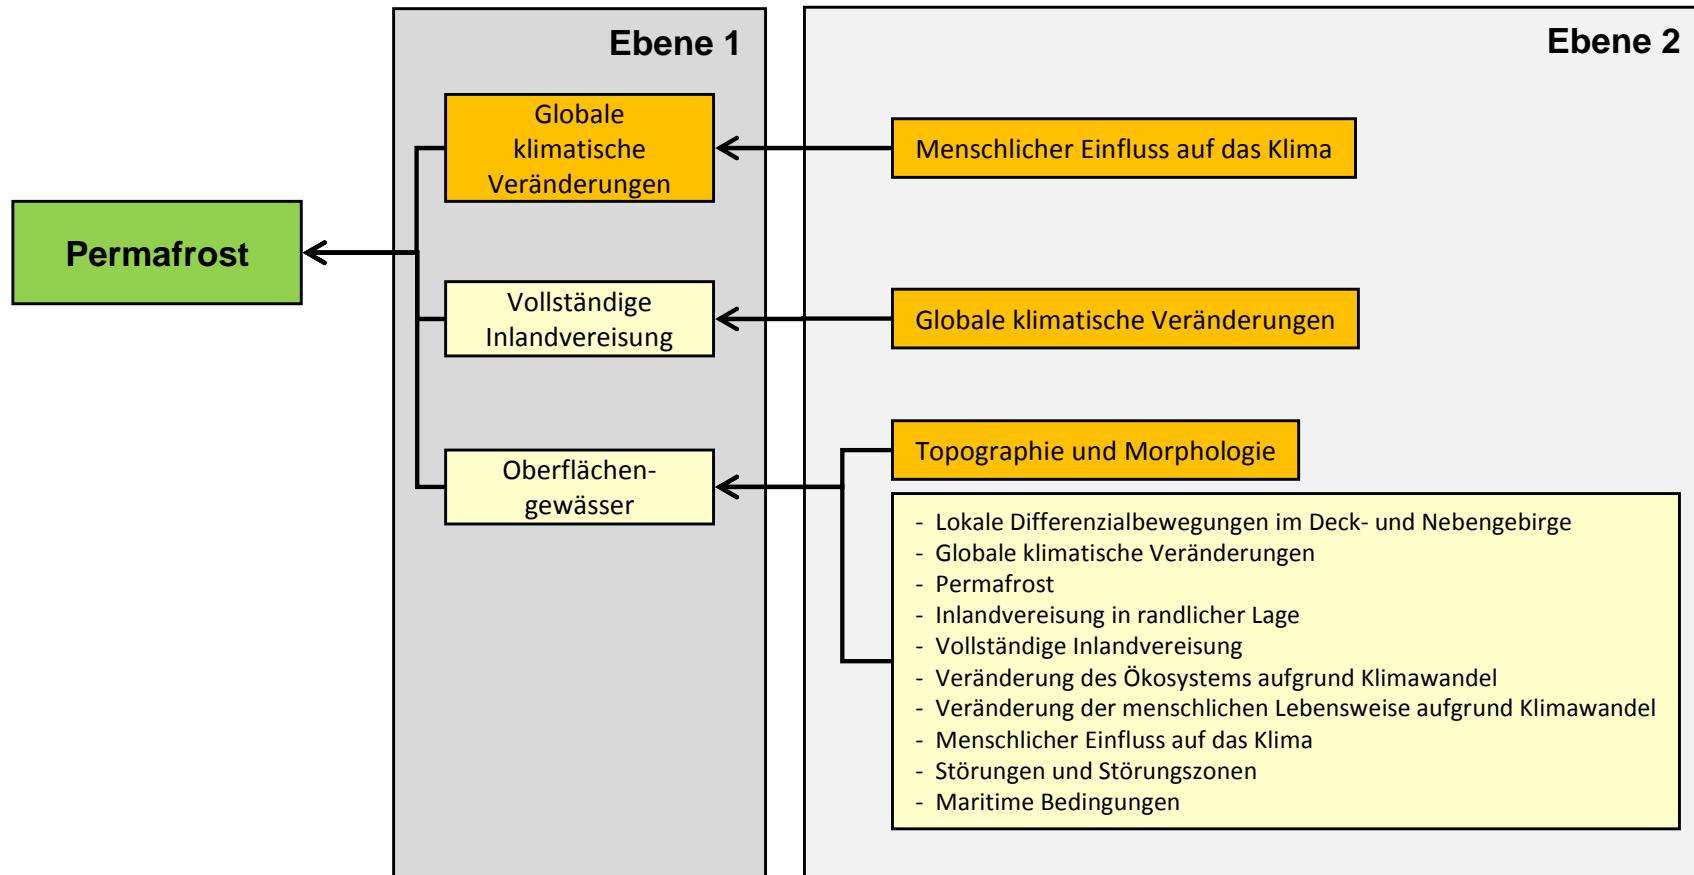 Ebene 1
Ebene 2
Permafrost
Globale
klimatische
Veränderungen
Vollständige
Inlandvereisung
Oberflächen-
gewässer
Menschlicher Einfluss auf das Klima
Globale klimatische Veränderungen
Topographie und Morphologie
- Lokale Differenzialbewegungen im Deck- und Nebengebirge
- Globale klimatische Veränderungen
- Permafrost
- Inlandvereisung in randlicher Lage
- Vollständige Inlandvereisung
- Veränderung des Ökosystems aufgrund Klimawandel
- Veränderung der menschlichen Lebensweise aufgrund Klimawandel
- Menschlicher Einfluss auf das Klima
- Störungen und Störungszonen
- Maritime Bedingungen